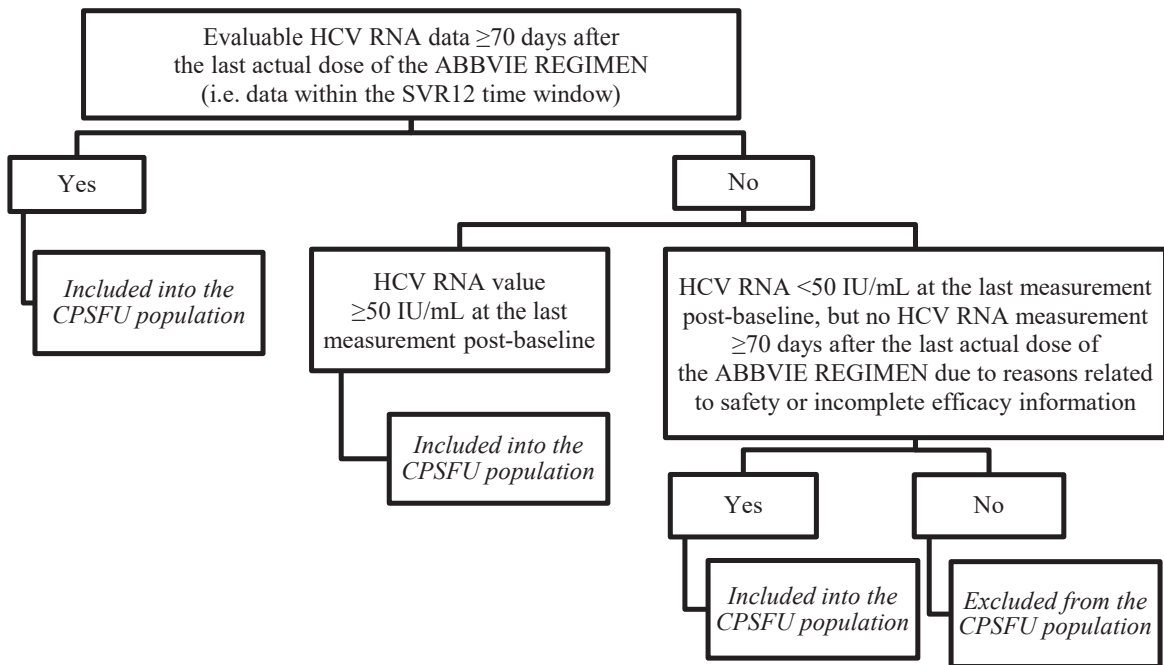 Evaluable HCV RNA data ≥70 days after
the last actual dose of the ABBVIE REGIMEN
(i.e. data within the SVR12 time window)
Yes
No
Included into the
CPSFU population
HCV RNA value
≥50 IU/mL at the last
measurement post-baseline
HCV RNA <50 IU/mL at the last measurement
post-baseline, but no HCV RNA measurement
≥70 days after the last actual dose of
the ABBVIE REGIMEN due to reasons related
to safety or incomplete efficacy information
Included into the
CPSFU population
Yes
No
Included into the
CPSFU population
Excluded from the
CPSFU population